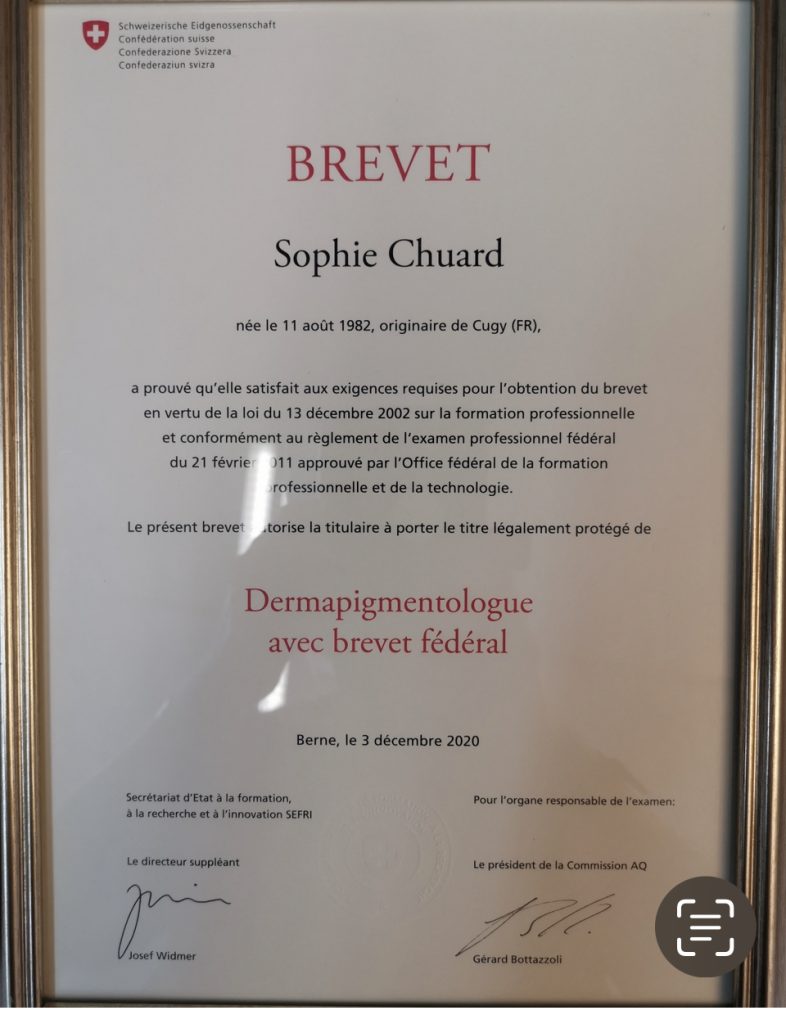 Schweizerische Eidgenossenschaft
Confédération suisse
Confederazione Svizzera
Confederaziun svizra
BREVET
Sophie Chuard
née le 11 août 1982, originaire de Cugy (FR),
a prouvé qu'elle satisfait aux exigences requises pour l'obtention du brevet
en vertu de la loi du 13 décembre 2002 sur la formation professionnelle
et conformément au règlement de l'examen professionnel fédéral
du 21 février 2011 approuvé par l'Office fédéral de la formation
professionnelle et de la technologie.
Le présent brevet autorise la titulaire à porter le titre légalement protégé de
Dermapigmentologue
avec brevet fédéral
Berne, le 3 décembre 2020
Secrétariat d'Etat à la formation,
à la recherche et à l'innovation SEFRI
Pour l'organe responsable de l'examen:
Le directeur suppléant
Le président de la Commission AQ
Josef Widmer
Gérard Bottazzoli